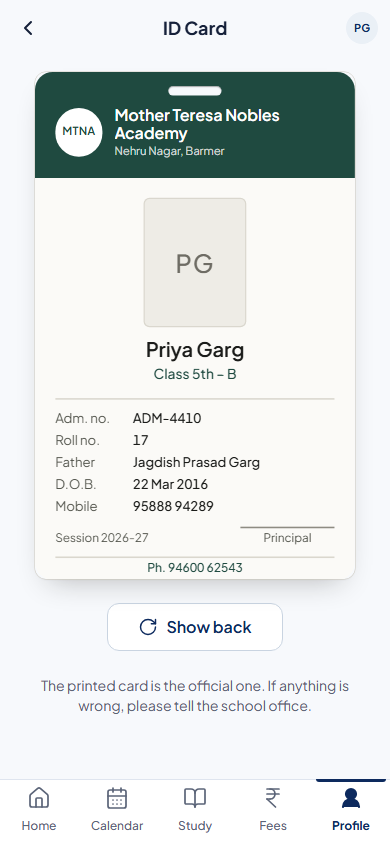 ID Card
PG
MTNA
Mother Teresa Nobles
Academy
Nehru Nagar, Barmer
PG
Priya Garg
Class 5th – B
Adm. no. ADM-4410
Roll no. 17
Father Jagdish Prasad Garg
D.O.B. 22 Mar 2016
Mobile 95888 94289
Session 2026-27 Principal
Ph. 94600 62543
Show back
The printed card is the official one. If anything is
wrong, please tell the school office.
Home Calendar Study Fees Profile